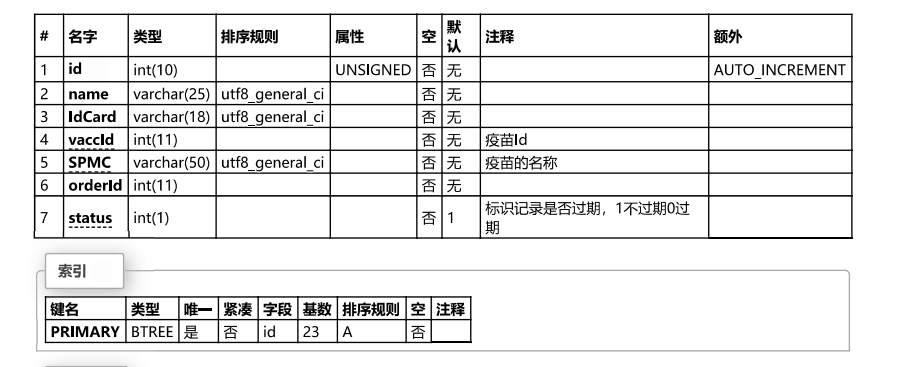 # 名字 类型 排序规则 属性 空 默认 注释 额外
1 id int(10) UNSIGNED 否 无 AUTO_INCREMENT
2 name varchar(25) utf8_general_ci 否 无
3 IdCard varchar(18) utf8_general_ci 否 无
4 vaccId int(11) 否 无 疫苗Id
5 SPMC varchar(50) utf8_general_ci 否 无 疫苗的名称
6 orderId int(11) 否 无
7 status int(1) 否 1 标识记录是否过期，1不过期0过期
索引
键名 类型 唯一 紧凑 字段 基数 排序规则 空 注释
PRIMARY BTREE 是 否 id 23 A 否